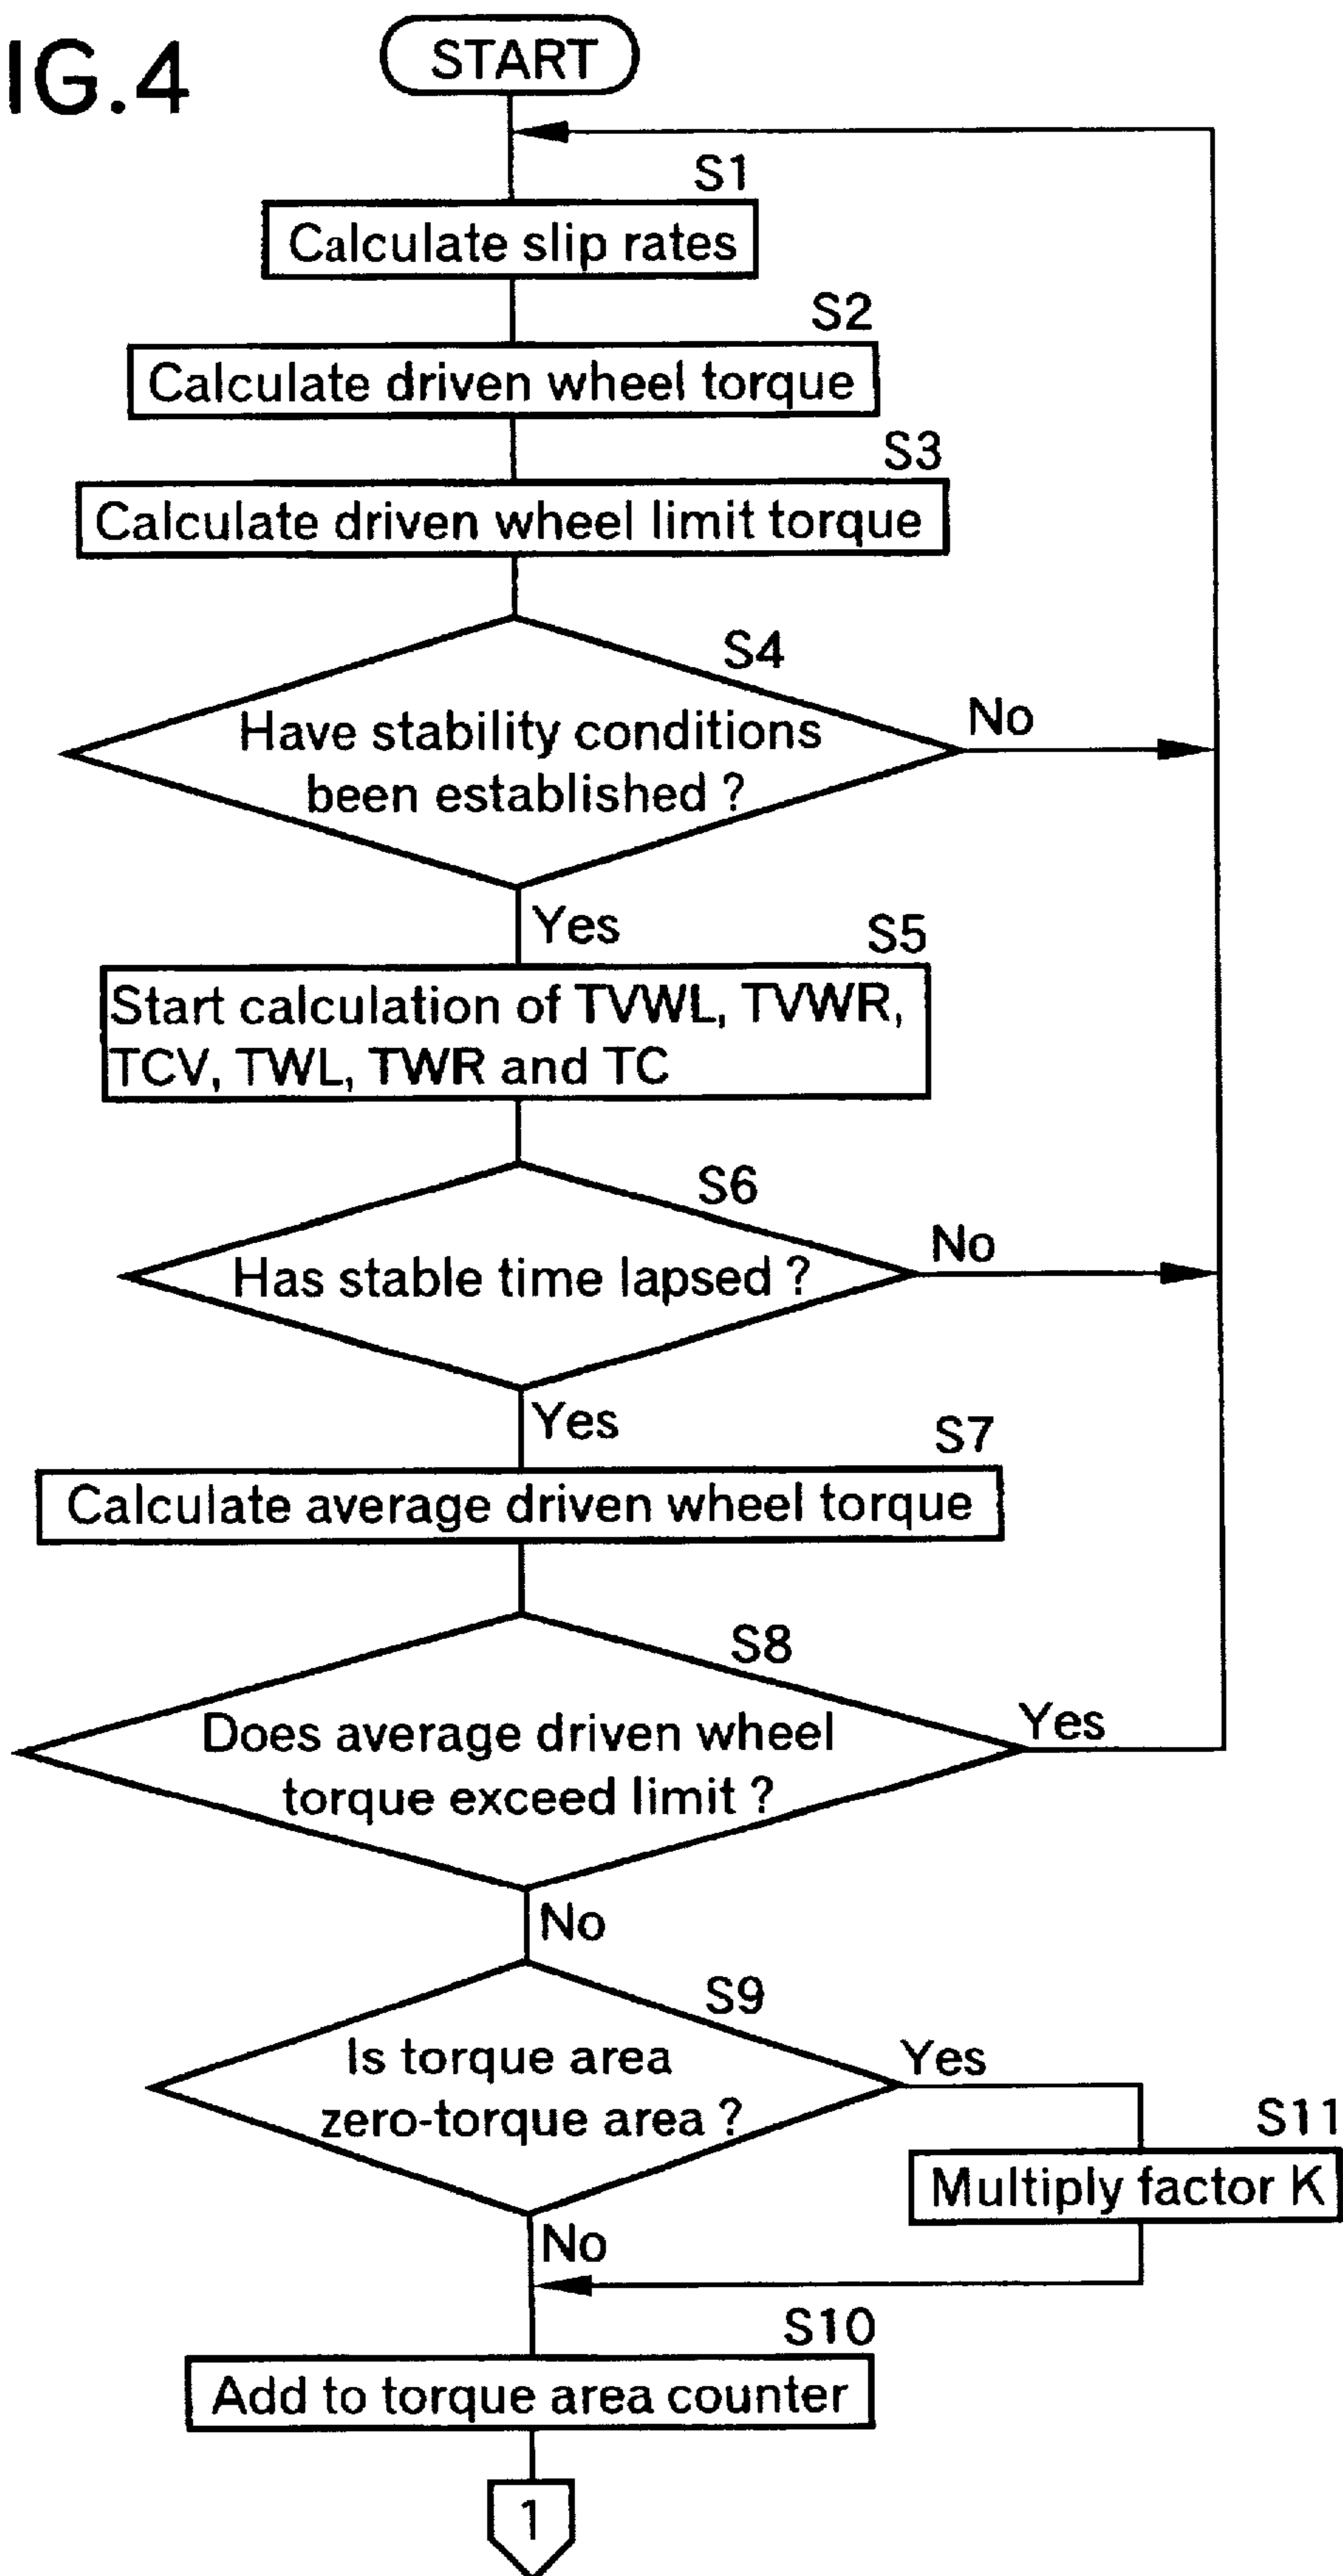 IG.4
START
S1
Calculate slip rates
S2
Calculate driven wheel torque
S3
Calculate driven wheel limit torque
S4
Have stability conditions
been established ?
No
Yes
S5
Start calculation of TVWL, TVWR,
TCV, TWL, TWR and TC
S6
Has stable time lapsed ?
No
Yes
S7
Calculate average driven wheel torque
S8
Does average driven wheel
torque exceed limit ?
Yes
No
S9
Is torque area
zero-torque area ?
Yes
S11
Multiply factor K
No
S10
Add to torque area counter
1